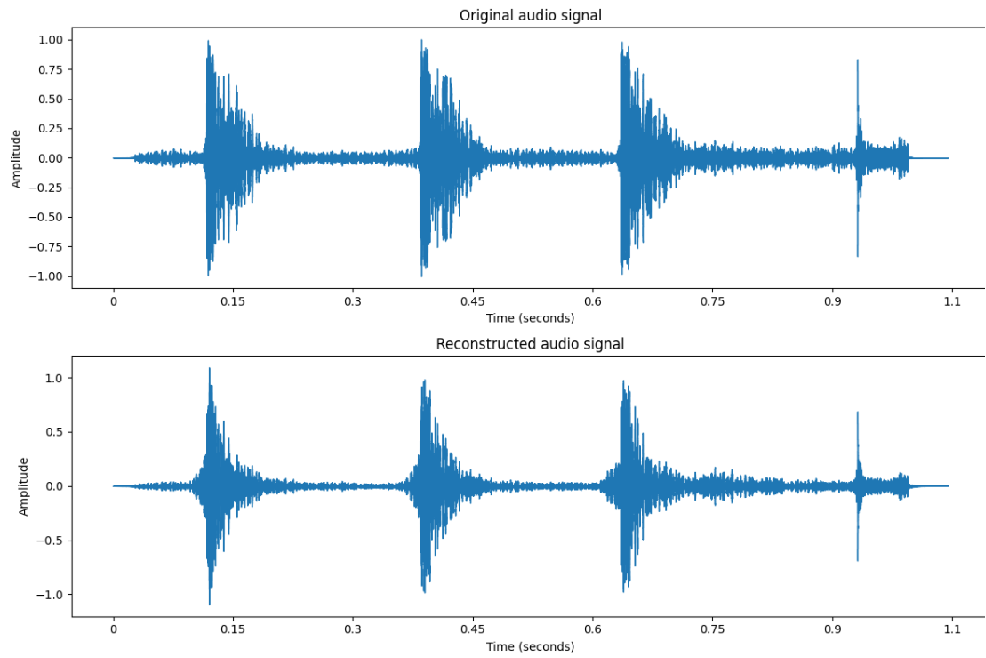 Original audio signal
1.00
0.75
0.50
0.25
0.00
−0.25
−0.50
−0.75
−1.00
Amplitude
0 0.15 0.3 0.45 0.6 0.75 0.9 1.1
Time (seconds)
Reconstructed audio signal
1.0
0.5
0.0
−0.5
−1.0
Amplitude
0 0.15 0.3 0.45 0.6 0.75 0.9 1.1
Time (seconds)